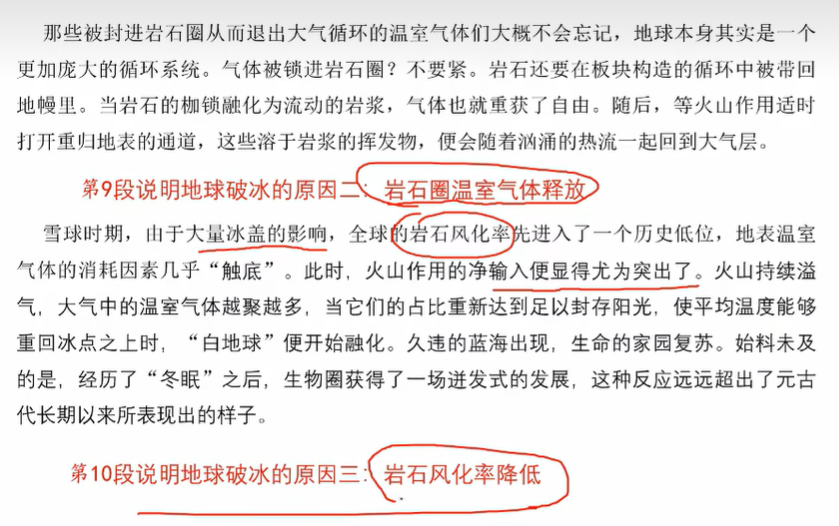 那些被封进岩石圈从而退出大气循环的温室气体们大概不会忘记，地球本身其实是一个
更加庞大的循环系统。气体被锁进岩石圈？不要紧。岩石还要在板块构造的循环中被带回
地幔里。当岩石的枷锁融化为流动的岩浆，气体也就重获了自由。随后，等火山作用适时
打开重归地表的通道，这些溶于岩浆的挥发物，便会随着汹涌的热流一起回到大气层。
第9段说明地球破冰的原因二：岩石圈温室气体释放
雪球时期，由于大量冰盖的影响，全球的岩石风化率先进入了一个历史低位，地表温室
气体的消耗因素几乎“触底”。此时，火山作用的净输入便显得尤为突出了。火山持续溢
气，大气中的温室气体越聚越多，当它们的占比重新达到足以封存阳光，使平均温度能够
重回冰点之上时，“白地球”便开始融化。久违的蓝海出现，生命的家园复苏。始料未及
的是，经历了“冬眠”之后，生物圈获得了一场迸发式的发展，这种反应远远超出了元古
代长期以来所表现出的样子。
第10段说明地球破冰的原因三：岩石风化率降低